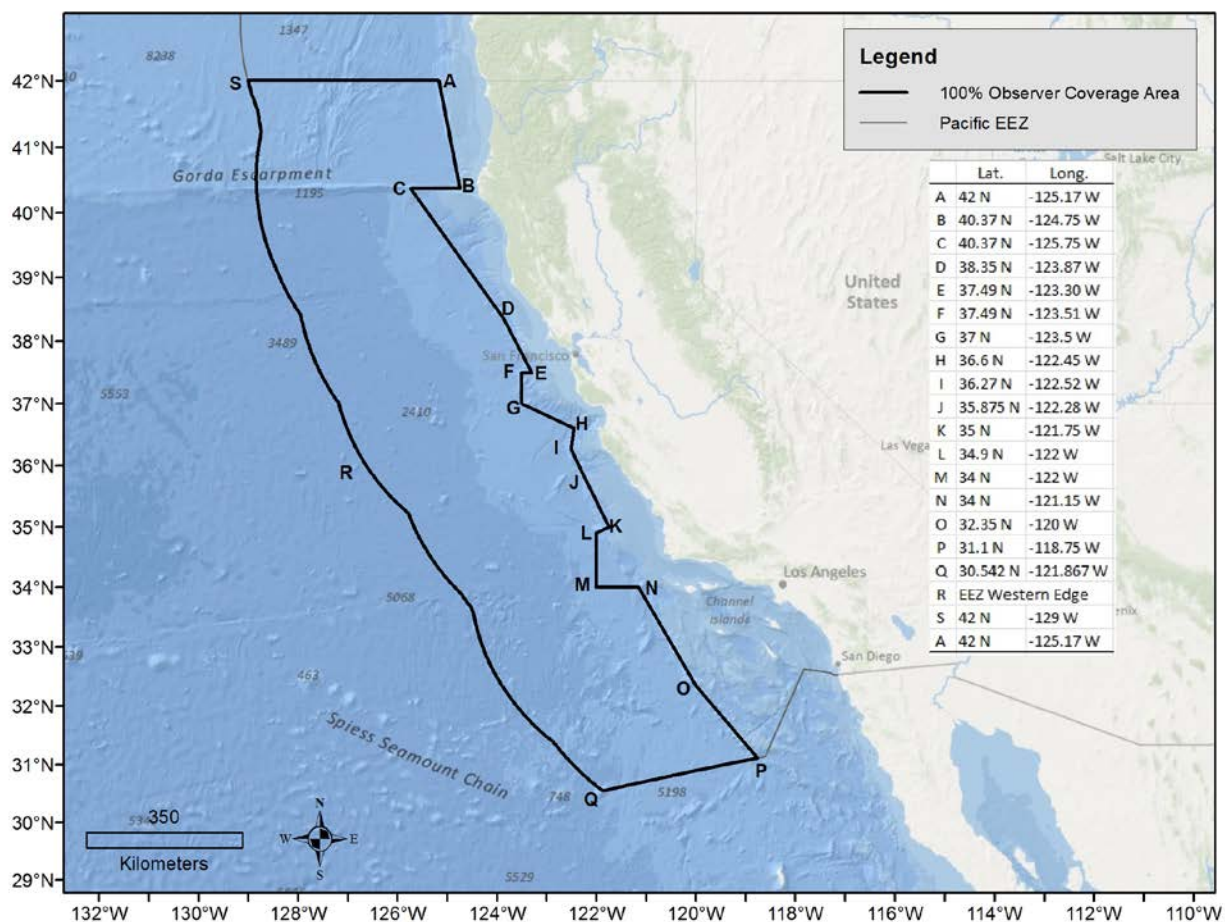 1347
8238
42°N
S
A
41°N
Gorda Escarpment
1195
C
B
40°N
39°N
D
38°N
3489
San Francisco
F
E
5553
37°N
2410
G
H
I
36°N
R
J
35°N
K
L
34°N
5068
M
N
Channel
Islands
Los Angeles
33°N
San Diego
463
O
32°N
Spiess Seamount Chain
31°N
P
748
Q
5198
30°N
350
Kilometers
N
W
E
S
5529
29°N
132°W 130°W 128°W 126°W 124°W 122°W 120°W 118°W 116°W 114°W 112°W 110°W
United
States
Las Vega
Salt Lake City
Legend
100% Observer Coverage Area
Pacific EEZ
Lat. Long.
A 42 N -125.17 W
B 40.37 N -124.75 W
C 40.37 N -125.75 W
D 38.35 N -123.87 W
E 37.49 N -123.30 W
F 37.49 N -123.51 W
G 37 N -123.5 W
H 36.6 N -122.45 W
I 36.27 N -122.52 W
J 35.875 N -122.28 W
K 35 N -121.75 W
L 34.9 N -122 W
M 34 N -122 W
N 34 N -121.15 W
O 32.35 N -120 W
P 31.1 N -118.75 W
Q 30.542 N -121.867 W
R EEZ Western Edge
S 42 N -129 W
A 42 N -125.17 W
enix